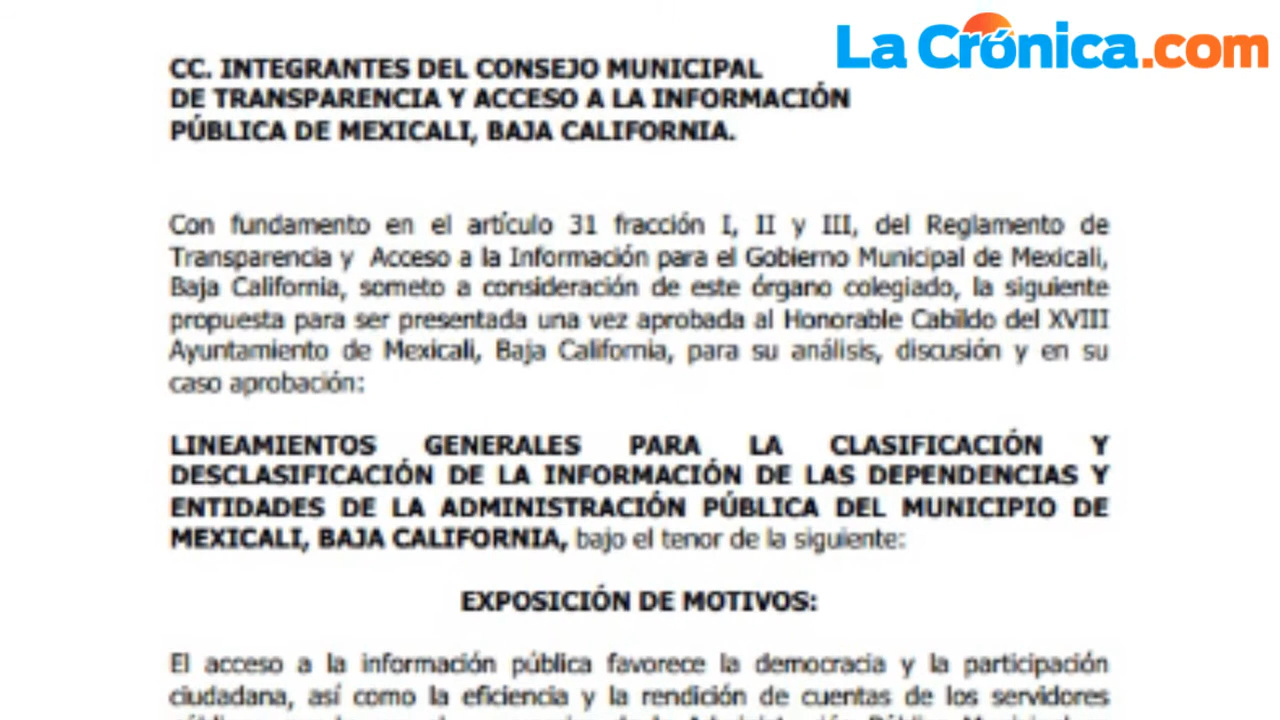 La Crónica.com
CC. INTEGRANTES DEL CONSEJO MUNICIPAL
DE TRANSPARENCIA Y ACCESO A LA INFORMACIÓN
PÚBLICA DE MEXICALI, BAJA CALIFORNIA.
Con fundamento en el artículo 31 fracción I, II y III, del Reglamento de
Transparencia y Acceso a la Información para el Gobierno Municipal de Mexicali,
Baja California, someto a consideración de este órgano colegiado, la siguiente
propuesta para ser presentada una vez aprobada al Honorable Cabildo del XVIII
Ayuntamiento de Mexicali, Baja California, para su análisis, discusión y en su
caso aprobación:
LINEAMIENTOS GENERALES PARA LA CLASIFICACIÓN Y
DESCLASIFICACIÓN DE LA INFORMACIÓN DE LAS DEPENDENCIAS Y
ENTIDADES DE LA ADMINISTRACIÓN PÚBLICA DEL MUNICIPIO DE
MEXICALI, BAJA CALIFORNIA, bajo el tenor de la siguiente:
EXPOSICIÓN DE MOTIVOS:
El acceso a la información pública favorece la democracia y la participación
ciudadana, así como la eficiencia y la rendición de cuentas de los servidores